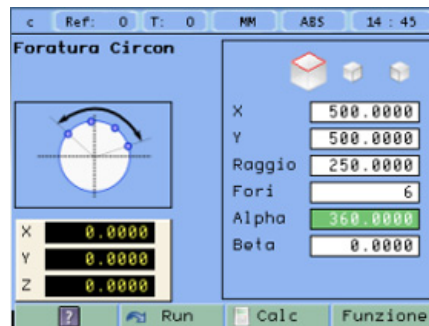 c Ref: 0 T: 0 MM ABS 14 : 45
Foratura Circon
X 500.0000
Y 500.0000
Raggio 250.0000
Fori 6
Alpha 360.0000
Beta 0.0000
X 0.0000
Y 0.0000
Z 0.0000
? Run Calc Funzione